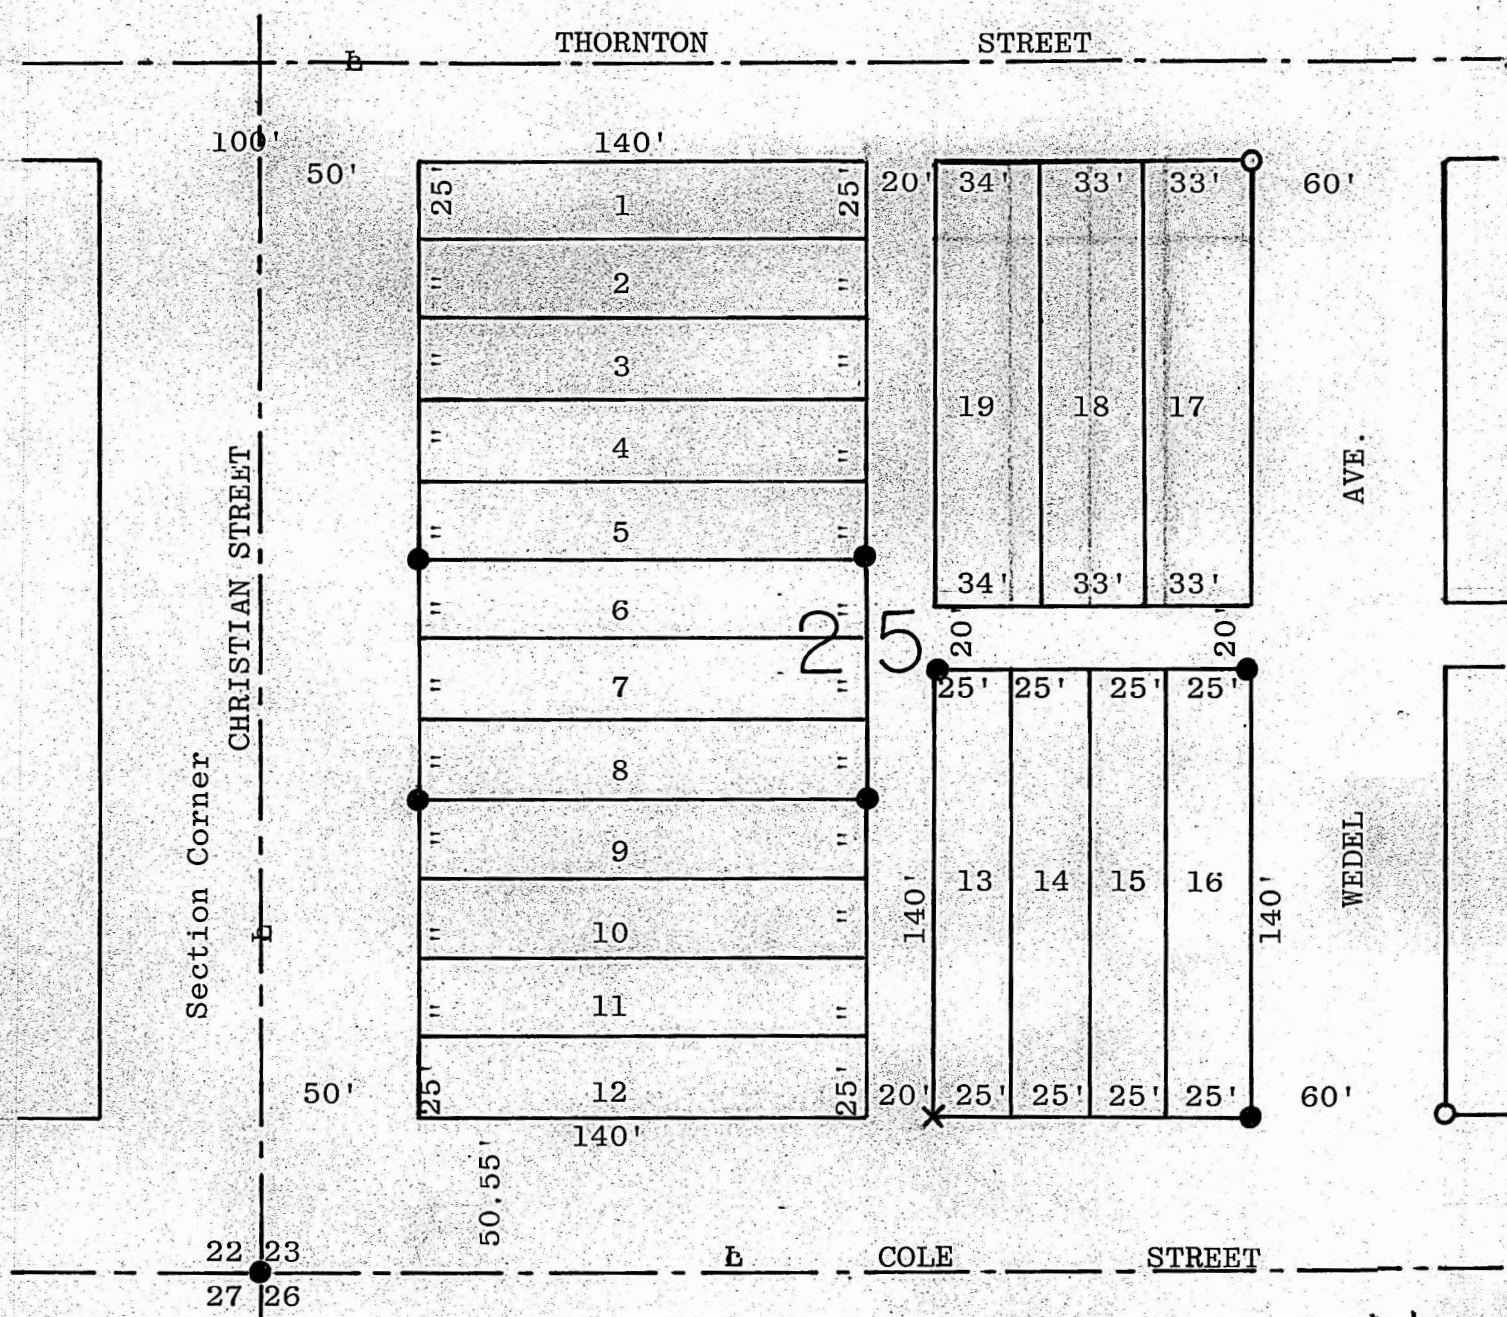 THORNTON STREET
100'
50'
140'
25' 1 25'
20' 34' 33' 33'
60'
" 2 "
" 3 "
19 18 17
" 4 "
AVE.
CHRISTIAN STREET
" 5 "
34' 33' 33'
" 6 "
25
20' 20'
" 7 "
25' 25' 25' 25'
" 8 "
Section Corner
" 9 "
WEDEL
13 14 15 16
140' 140'
" 10 "
" 11 "
50'
25' 12 25'
20' 25' 25' 25' 25'
60'
140'
50.55'
22 23
COLE STREET
27 26